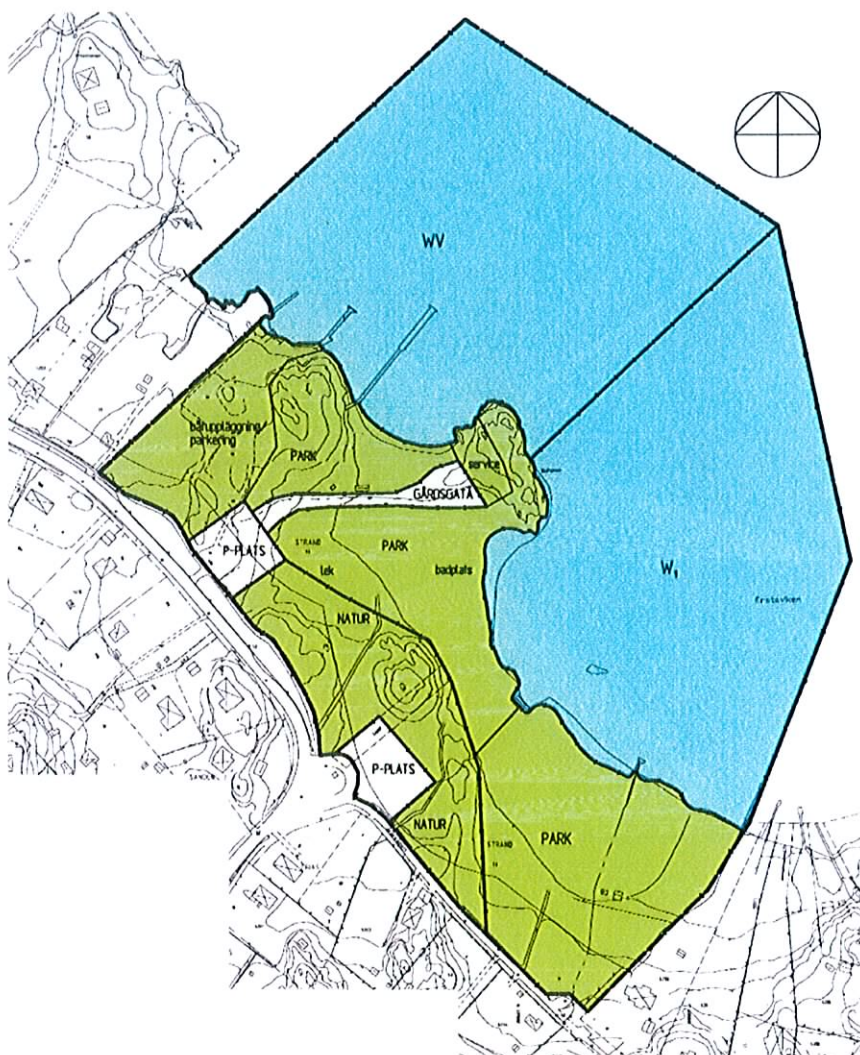 WV
båtuppläggning
parkering
PARK
service
GÅRDSGATA
P-PLATS
STRAND
PARK
lek
badplats
W₁
NATUR
P-PLATS
NATUR
STRAND
PARK